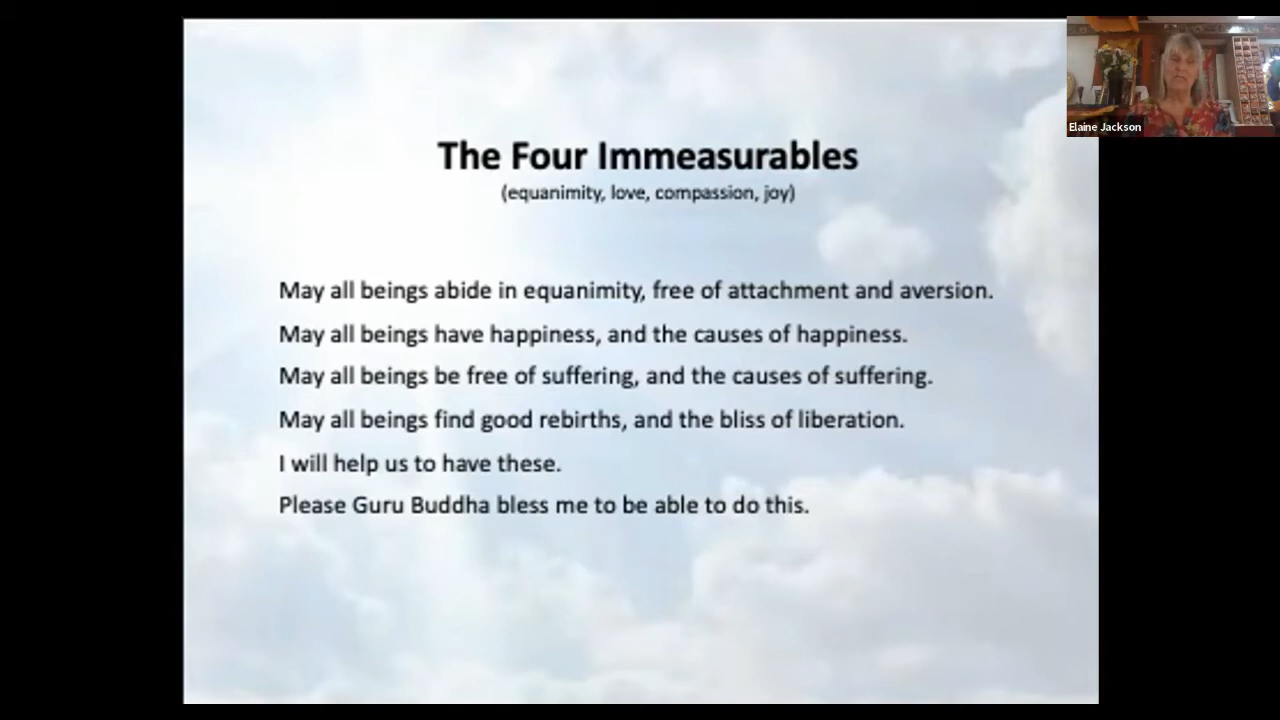 The Four Immeasurables
(equanimity, love, compassion, joy)
Elaine Jackson
May all beings abide in equanimity, free of attachment and aversion.
May all beings have happiness, and the causes of happiness.
May all beings be free of suffering, and the causes of suffering.
May all beings find good rebirths, and the bliss of liberation.
I will help us to have these.
Please Guru Buddha bless me to be able to do this.